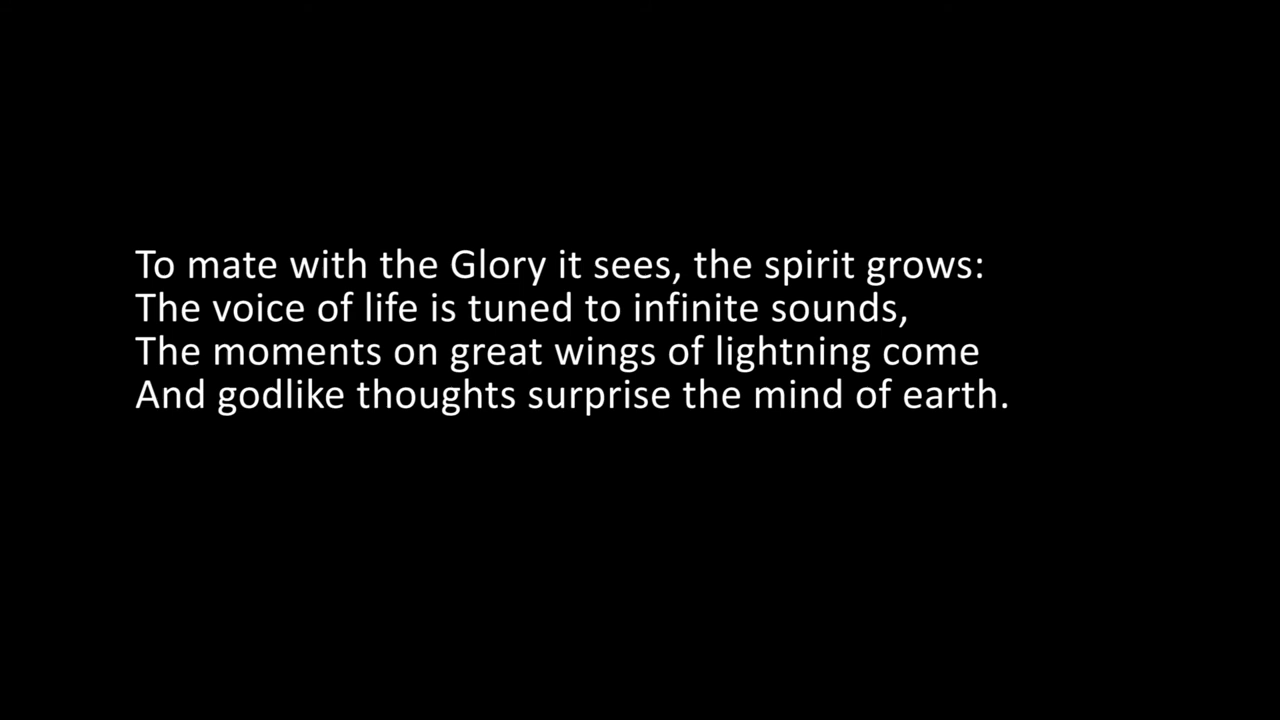 To mate with the Glory it sees, the spirit grows:
The voice of life is tuned to infinite sounds,
The moments on great wings of lightning come
And godlike thoughts surprise the mind of earth.